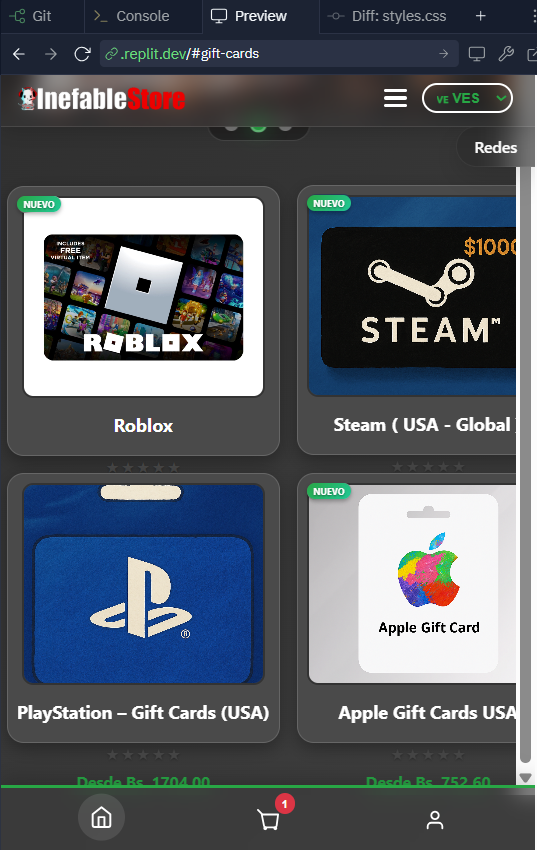 Git
Console
Preview
Diff: styles.css
.replit.dev/#gift-cards
InefableStore
VE VES
Redes
NUEVO
INCLUDES
FREE
VIRTUAL ITEM
ROBLOX
Roblox
NUEVO
$1000
STEAM™
Steam ( USA - Global )
PlayStation – Gift Cards (USA)
®
NUEVO
Apple Gift Card
Apple Gift Cards USA
Desde Bs. 1704.00
Desde Bs. 752.60
1